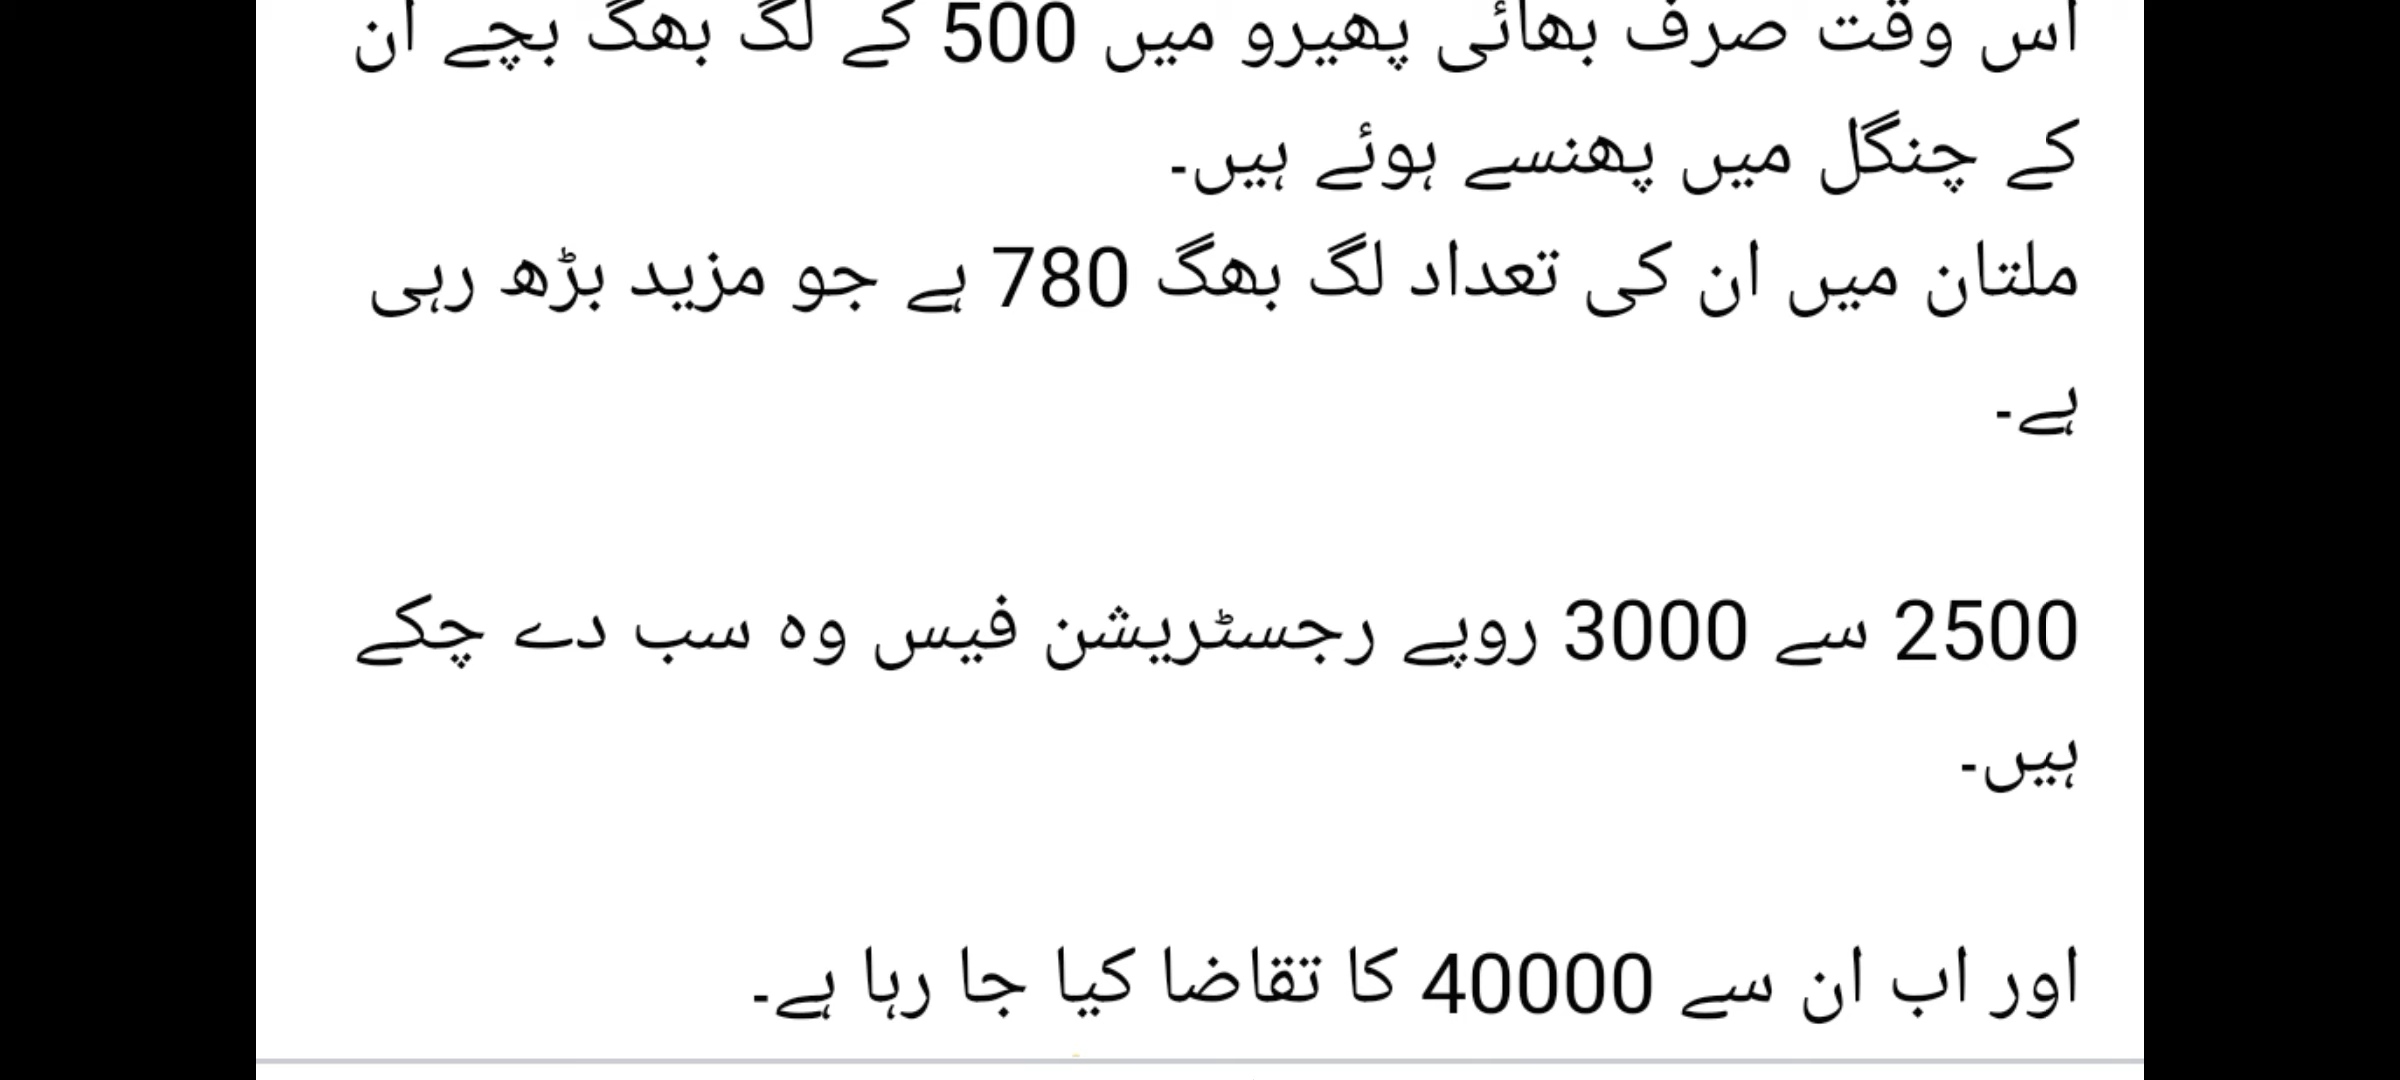 اس وقت صرف بھائی پھیرو میں 500 کے لگ بھگ بچے ان
کے چنگل میں پھنسے ہوئے ہیں۔
ملتان میں ان کی تعداد لگ بھگ 780 ہے جو مزید بڑھ رہی
ہے۔
2500 سے 3000 روپے رجسٹریشن فیس وہ سب دے چکے
ہیں۔
اور اب ان سے 40000 کا تقاضا کیا جا رہا ہے۔